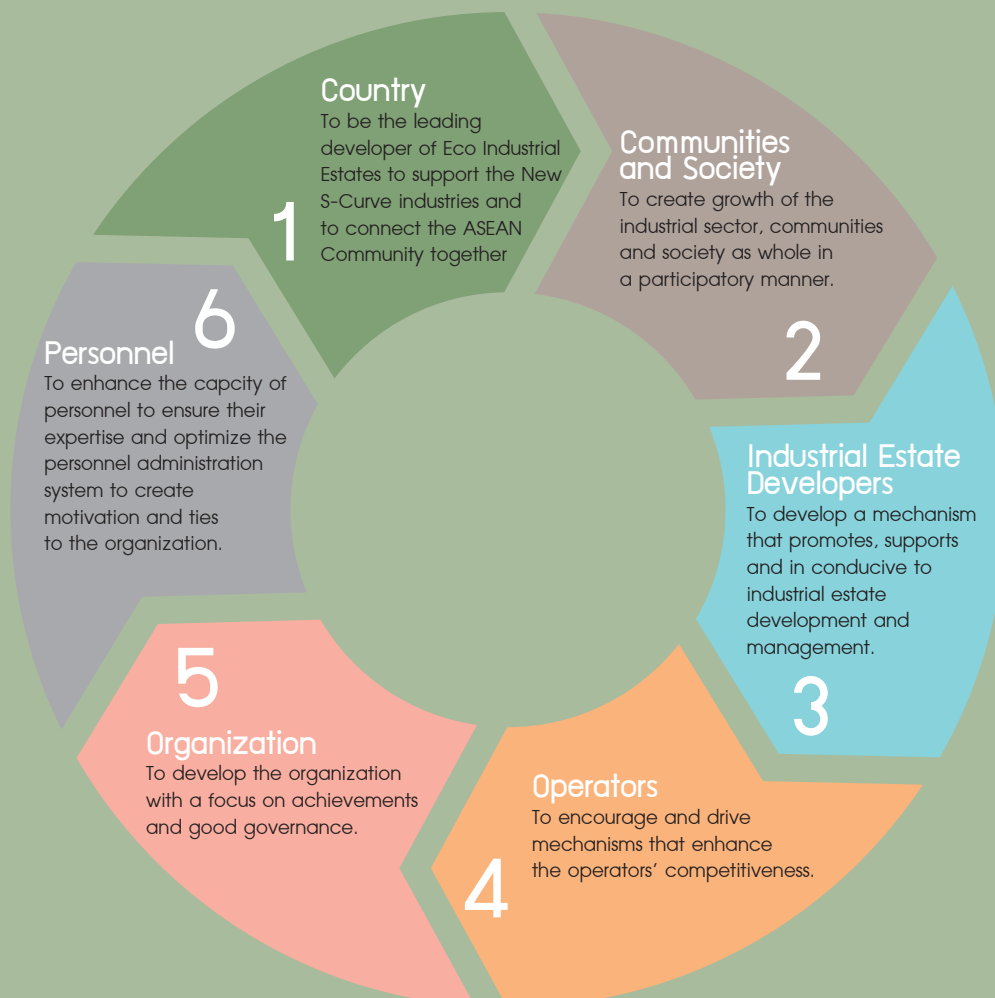 1
Country
To be the leading
developer of Eco Industrial
Estates to support the New
S-Curve industries and
to connect the ASEAN
Community together
Communities
and Society
To create growth of the
industrial sector, communities
and society as whole in
a participatory manner.
2
Industrial Estate
Developers
To develop a mechanism
that promotes, supports
and in conducive to
industrial estate
development and
management.
3
Operators
To encourage and drive
mechanisms that enhance
the operators' competitiveness.
4
5
Organization
To develop the organization
with a focus on achievements
and good governance.
6
Personnel
To enhance the capcity of
personnel to ensure their
expertise and optimize the
personnel administration
system to create
motivation and ties
to the organization.